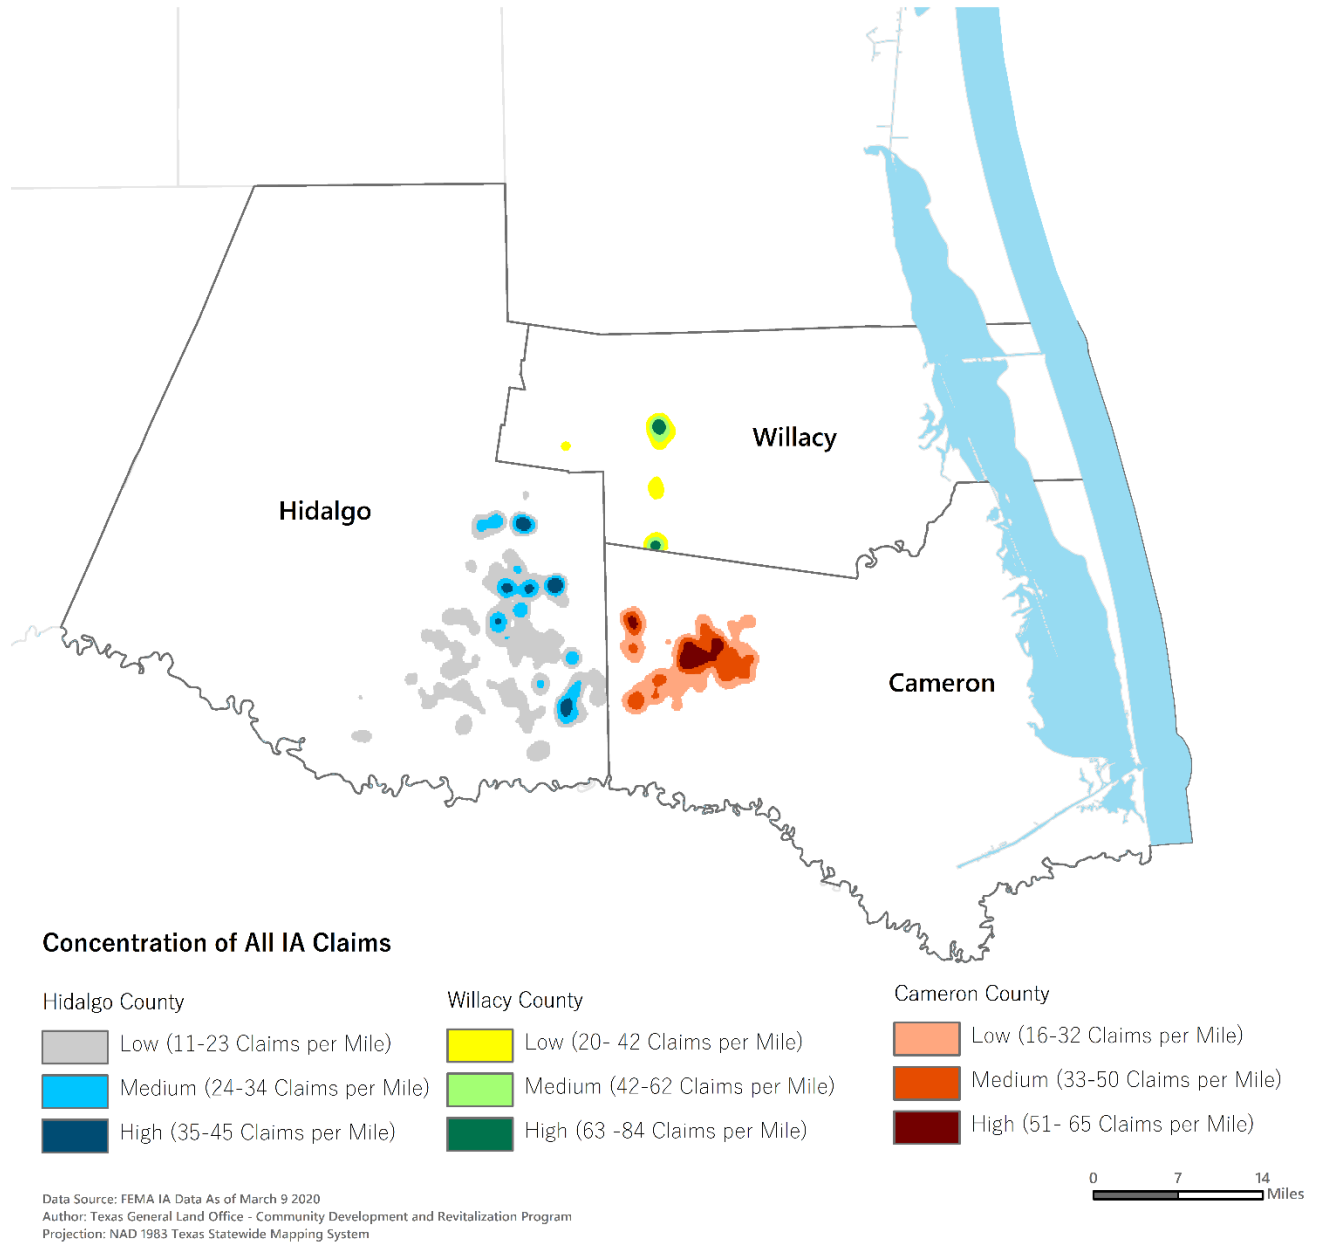 Willacy
Hidalgo
Cameron
Concentration of All IA Claims
Hidalgo County
Low (11-23 Claims per Mile)
Medium (24-34 Claims per Mile)
High (35-45 Claims per Mile)
Willacy County
Low (20- 42 Claims per Mile)
Medium (42-62 Claims per Mile)
High (63 -84 Claims per Mile)
Cameron County
Low (16-32 Claims per Mile)
Medium (33-50 Claims per Mile)
High (51- 65 Claims per Mile)
0 7 14
Miles
Data Source: FEMA IA Data As of March 9 2020
Author: Texas General Land Office - Community Development and Revitalization Program
Projection: NAD 1983 Texas Statewide Mapping System